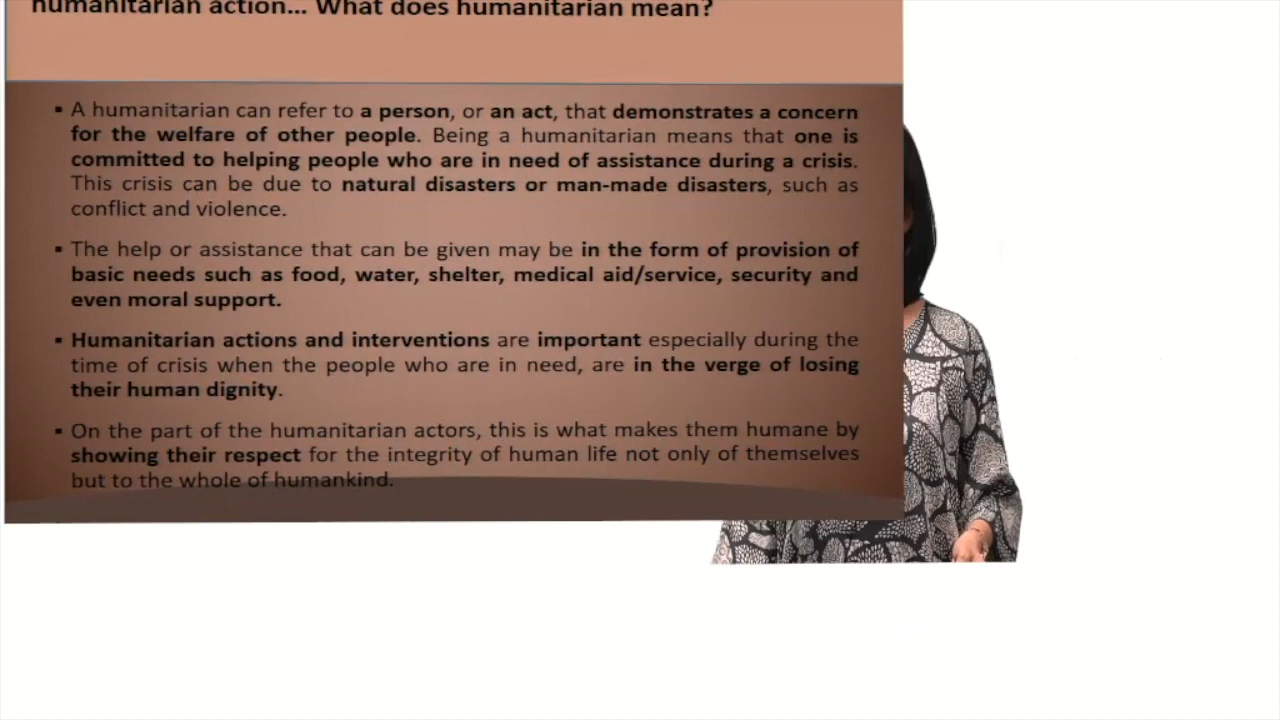 humanitarian action... What does humanitarian mean?
▪ A humanitarian can refer to a person, or an act, that demonstrates a concern
for the welfare of other people. Being a humanitarian means that one is
committed to helping people who are in need of assistance during a crisis.
This crisis can be due to natural disasters or man-made disasters, such as
conflict and violence.
▪ The help or assistance that can be given may be in the form of provision of
basic needs such as food, water, shelter, medical aid/service, security and
even moral support.
▪ Humanitarian actions and interventions are important especially during the
time of crisis when the people who are in need, are in the verge of losing
their human dignity.
▪ On the part of the humanitarian actors, this is what makes them humane by
showing their respect for the integrity of human life not only of themselves
but to the whole of humankind.